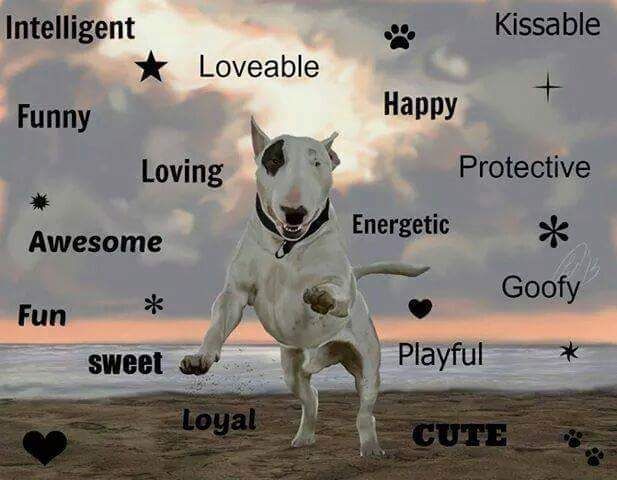 Intelligent
Kissable
Loveable
Happy
Funny
Loving
Protective
Energetic
Awesome
Goofy
Fun
sweet
Playful
Loyal
CUTE